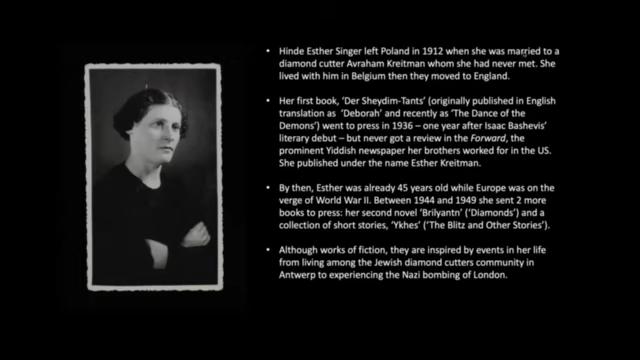 • Hinde Esther Singer left Poland in 1912 when she was married to a
diamond cutter Avraham Kreitman whom she had never met. She
lived with him in Belgium then they moved to England.
• Her first book, ‘Der Sheydim-Tants’ (originally published in English
translation as ‘Deborah’ and recently as ‘The Dance of the
Demons’) went to press in 1936 – one year after Isaac Bashevis’
literary debut – but never got a review in the Forward, the
prominent Yiddish newspaper her brothers worked for in the US.
She published under the name Esther Kreitman.
• By then, Esther was already 45 years old while Europe was on the
verge of World War II. Between 1944 and 1949 she sent 2 more
books to press: her second novel ‘Brilyantn’ (‘Diamonds’) and a
collection of short stories, ‘Ykhes’ (‘The Blitz and Other Stories’).
• Although works of fiction, they are inspired by events in her life
from living among the Jewish diamond cutters community in
Antwerp to experiencing the Nazi bombing of London.